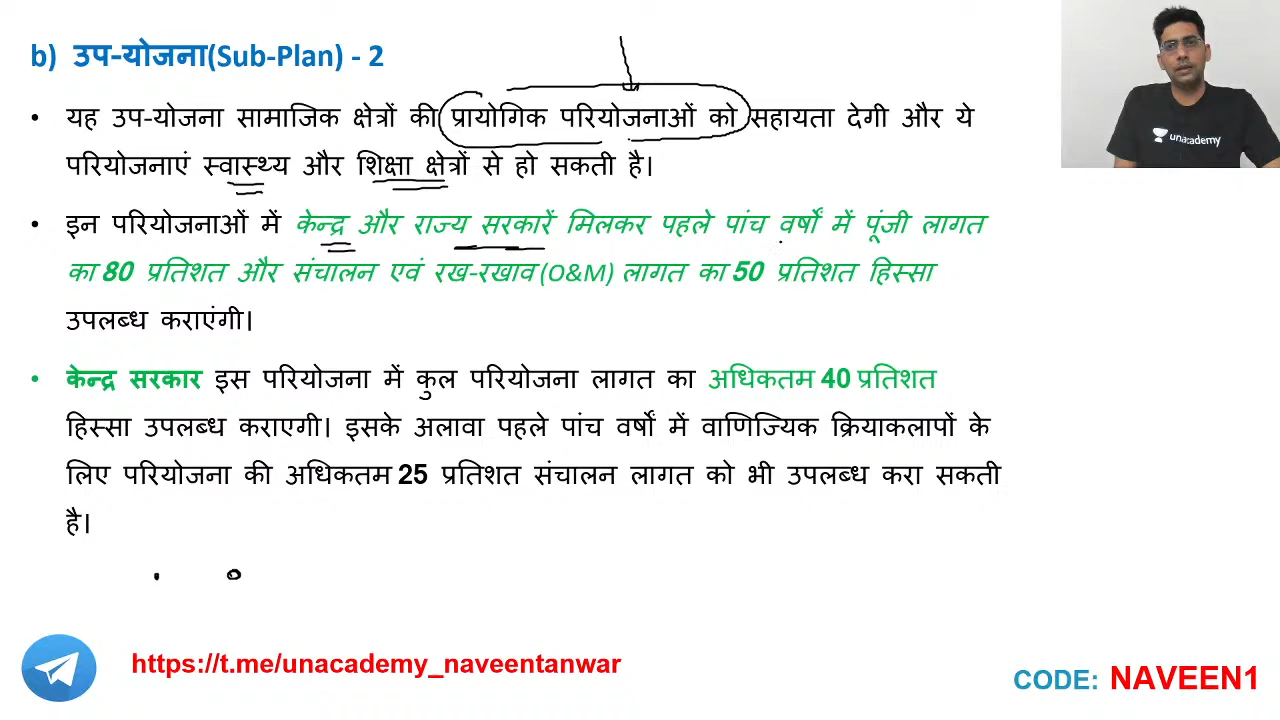 b) उप-योजना(Sub-Plan) - 2
unacademy
• यह उप-योजना सामाजिक क्षेत्रों की प्रायोगिक परियोजनाओं को सहायता देगी और ये
परियोजनाएं स्वास्थ्य और शिक्षा क्षेत्रों से हो सकती है।
• इन परियोजनाओं में केन्द्र और राज्य सरकारें मिलकर पहले पांच वर्षों में पूंजी लागत
का 80 प्रतिशत और संचालन एवं रख-रखाव (O&M) लागत का 50 प्रतिशत हिस्सा
उपलब्ध कराएंगी।
• केन्द्र सरकार इस परियोजना में कुल परियोजना लागत का अधिकतम 40 प्रतिशत
हिस्सा उपलब्ध कराएगी। इसके अलावा पहले पांच वर्षों में वाणिज्यिक क्रियाकलापों के
लिए परियोजना की अधिकतम 25 प्रतिशत संचालन लागत को भी उपलब्ध करा सकती
है।
https://t.me/unacademy_naveentanwar
CODE: NAVEEN1